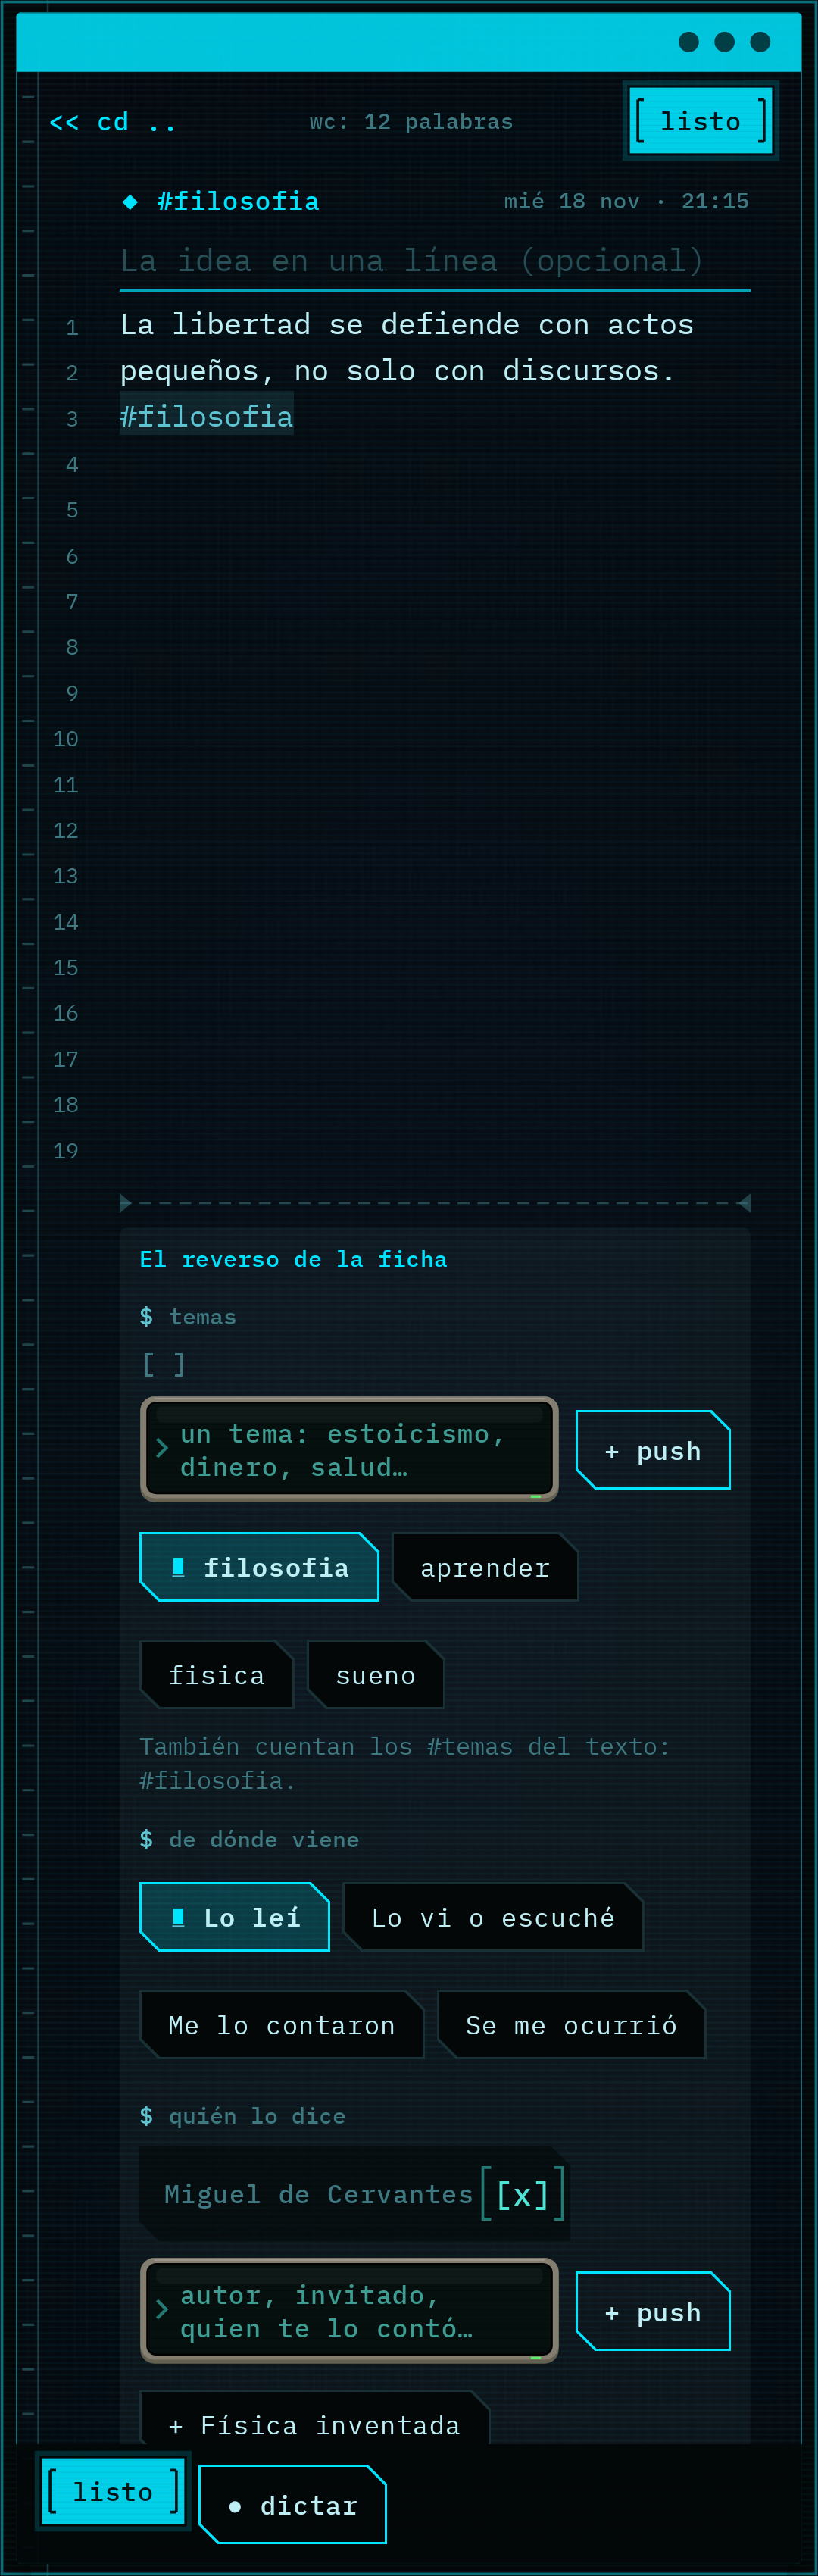 << cd ..
wc: 12 palabras
[ listo ]
◆ #filosofia
mié 18 nov · 21:15
La idea en una línea (opcional)
1 La libertad se defiende con actos
2 pequeños, no solo con discursos.
3 #filosofia
4
5
6
7
8
9
10
11
12
13
14
15
16
17
18
19
El reverso de la ficha
$ temas
[ ]
> un tema: estoicismo,
dinero, salud…
+ push
filosofia
aprender
fisica
sueno
También cuentan los #temas del texto:
#filosofia.
$ de dónde viene
Lo leí
Lo vi o escuché
Me lo contaron
Se me ocurrió
$ quién lo dice
Miguel de Cervantes [[x]]
> autor, invitado,
quien te lo contó…
+ push
+ Física inventada
[ listo ]
● dictar